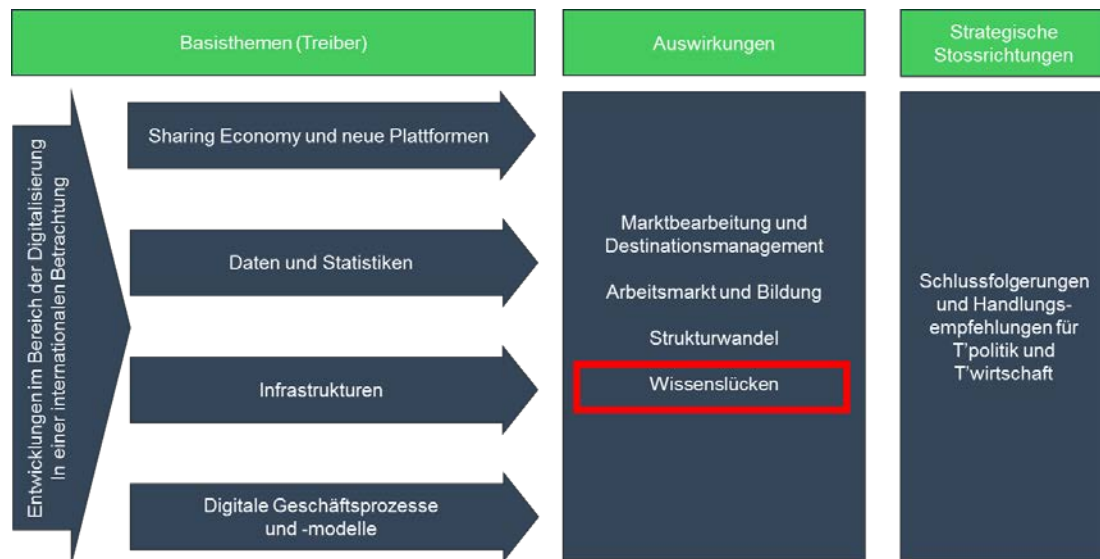 Basisthemen (Treiber)
Auswirkungen
Strategische
Stossrichtungen
Entwicklungen im Bereich der Digitalisierung
In einer internationalen Betrachtung
Sharing Economy und neue Plattformen
Daten und Statistiken
Infrastrukturen
Digitale Geschäftsprozesse
und -modelle
Marktbearbeitung und
Destinationsmanagement
Arbeitsmarkt und Bildung
Strukturwandel
Wissenslücken
Schlussfolgerungen
und Handlungs-
empfehlungen für
T'politik und
T'wirtschaft